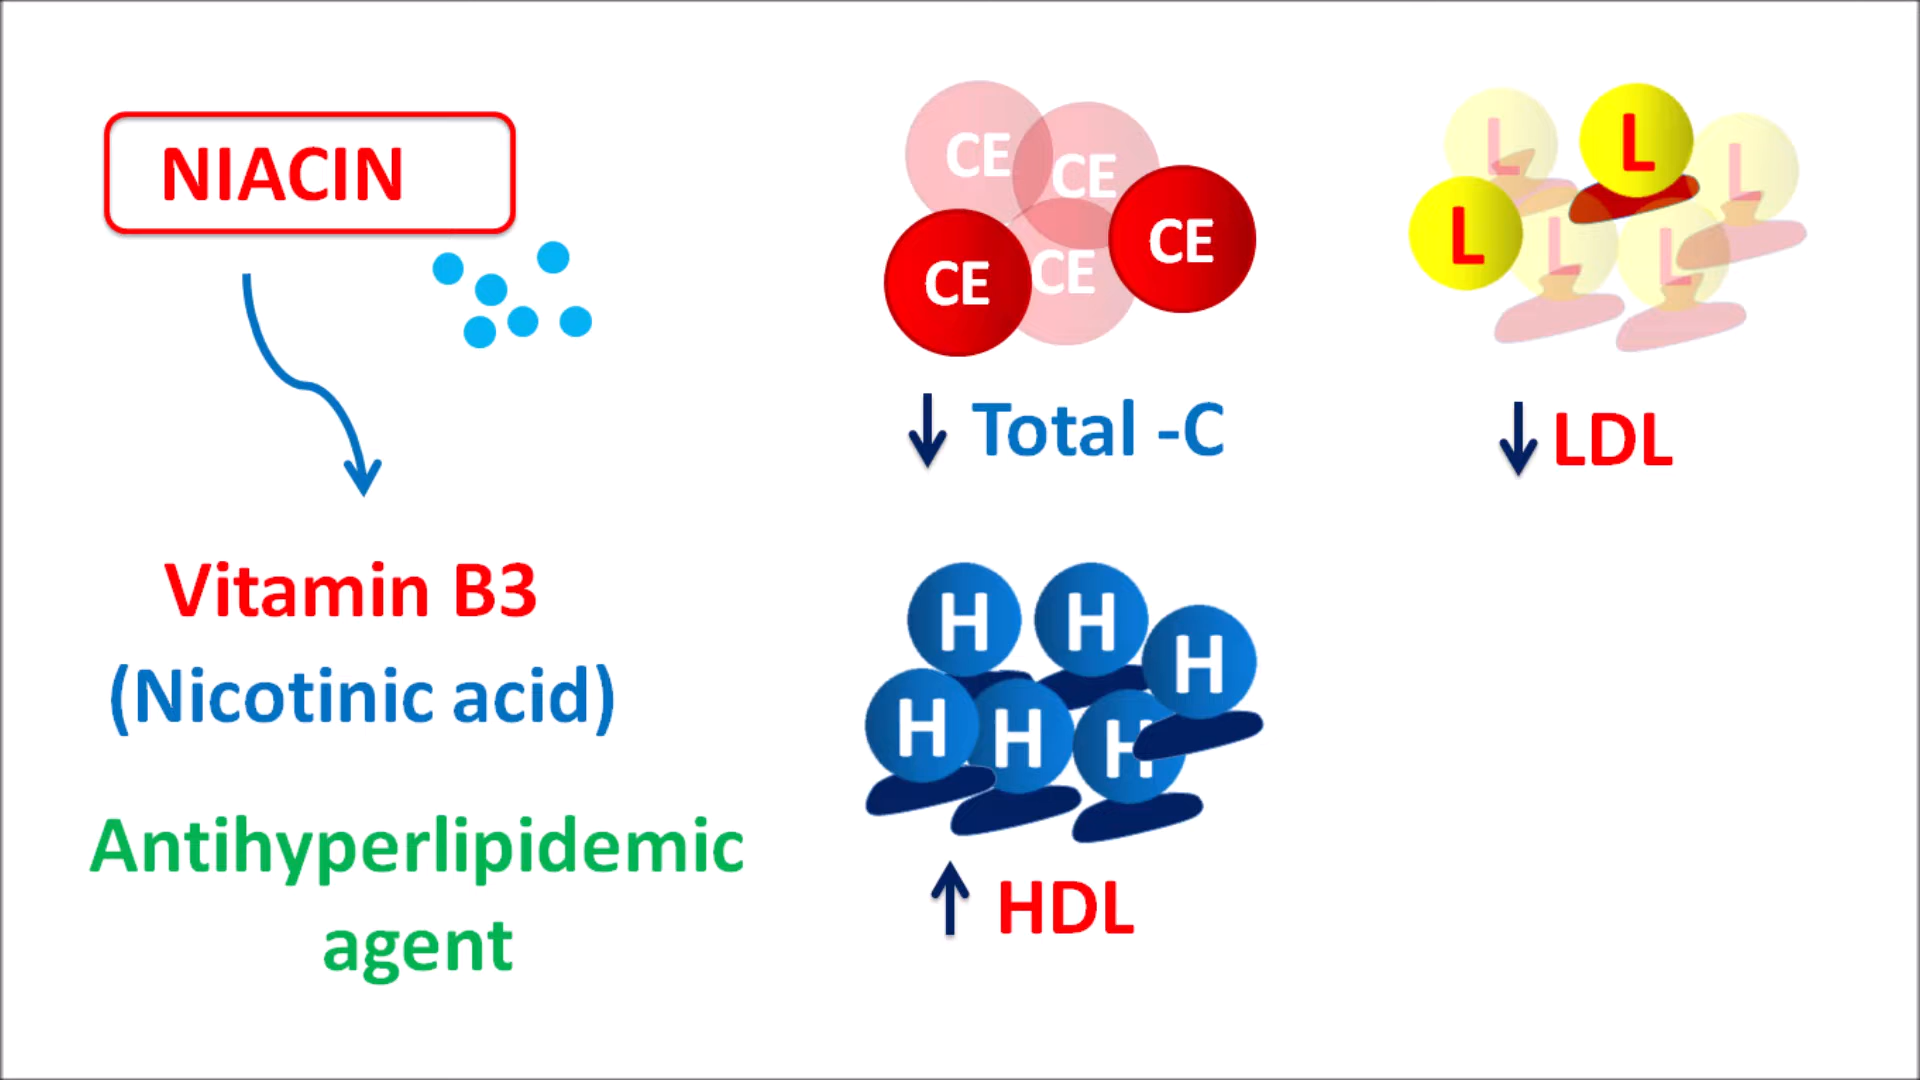 NIACIN
Vitamin B3
(Nicotinic acid)
Antihyperlipidemic
agent
CE
CE
CE
CE
CE
↓ Total -C
L
L
L
L
L
L
↓ LDL
H
H
H
H
H
H
↑ HDL